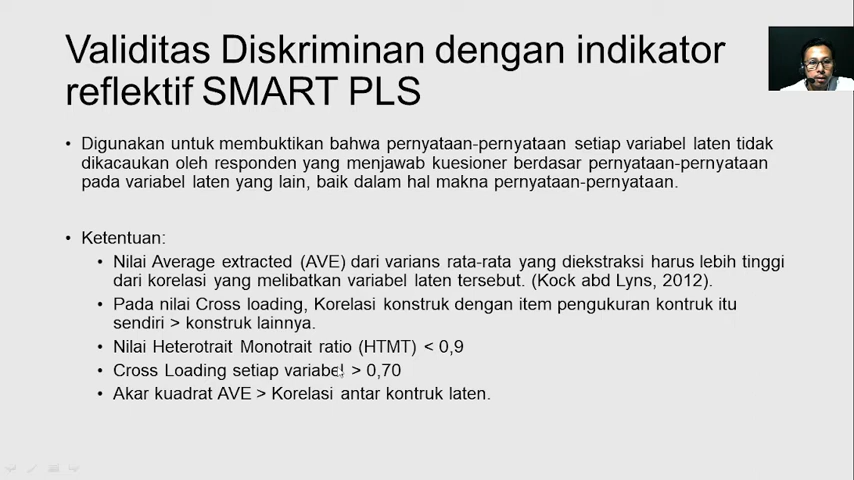 Validitas Diskriminan dengan indikator
reflektif SMART PLS
• Digunakan untuk membuktikan bahwa pernyataan-pernyataan setiap variabel laten tidak
dikacaukan oleh responden yang menjawab kuesioner berdasar pernyataan-pernyataan
pada variabel laten yang lain, baik dalam hal makna pernyataan-pernyataan.
• Ketentuan:
• Nilai Average extracted (AVE) dari varians rata-rata yang diekstraksi harus lebih tinggi
dari korelasi yang melibatkan variabel laten tersebut. (Kock abd Lyns, 2012).
• Pada nilai Cross loading, Korelasi konstruk dengan item pengukuran kontruk itu
sendiri > konstruk lainnya.
• Nilai Heterotrait Monotrait ratio (HTMT) < 0,9
• Cross Loading setiap variabel > 0,70
• Akar kuadrat AVE > Korelasi antar kontruk laten.